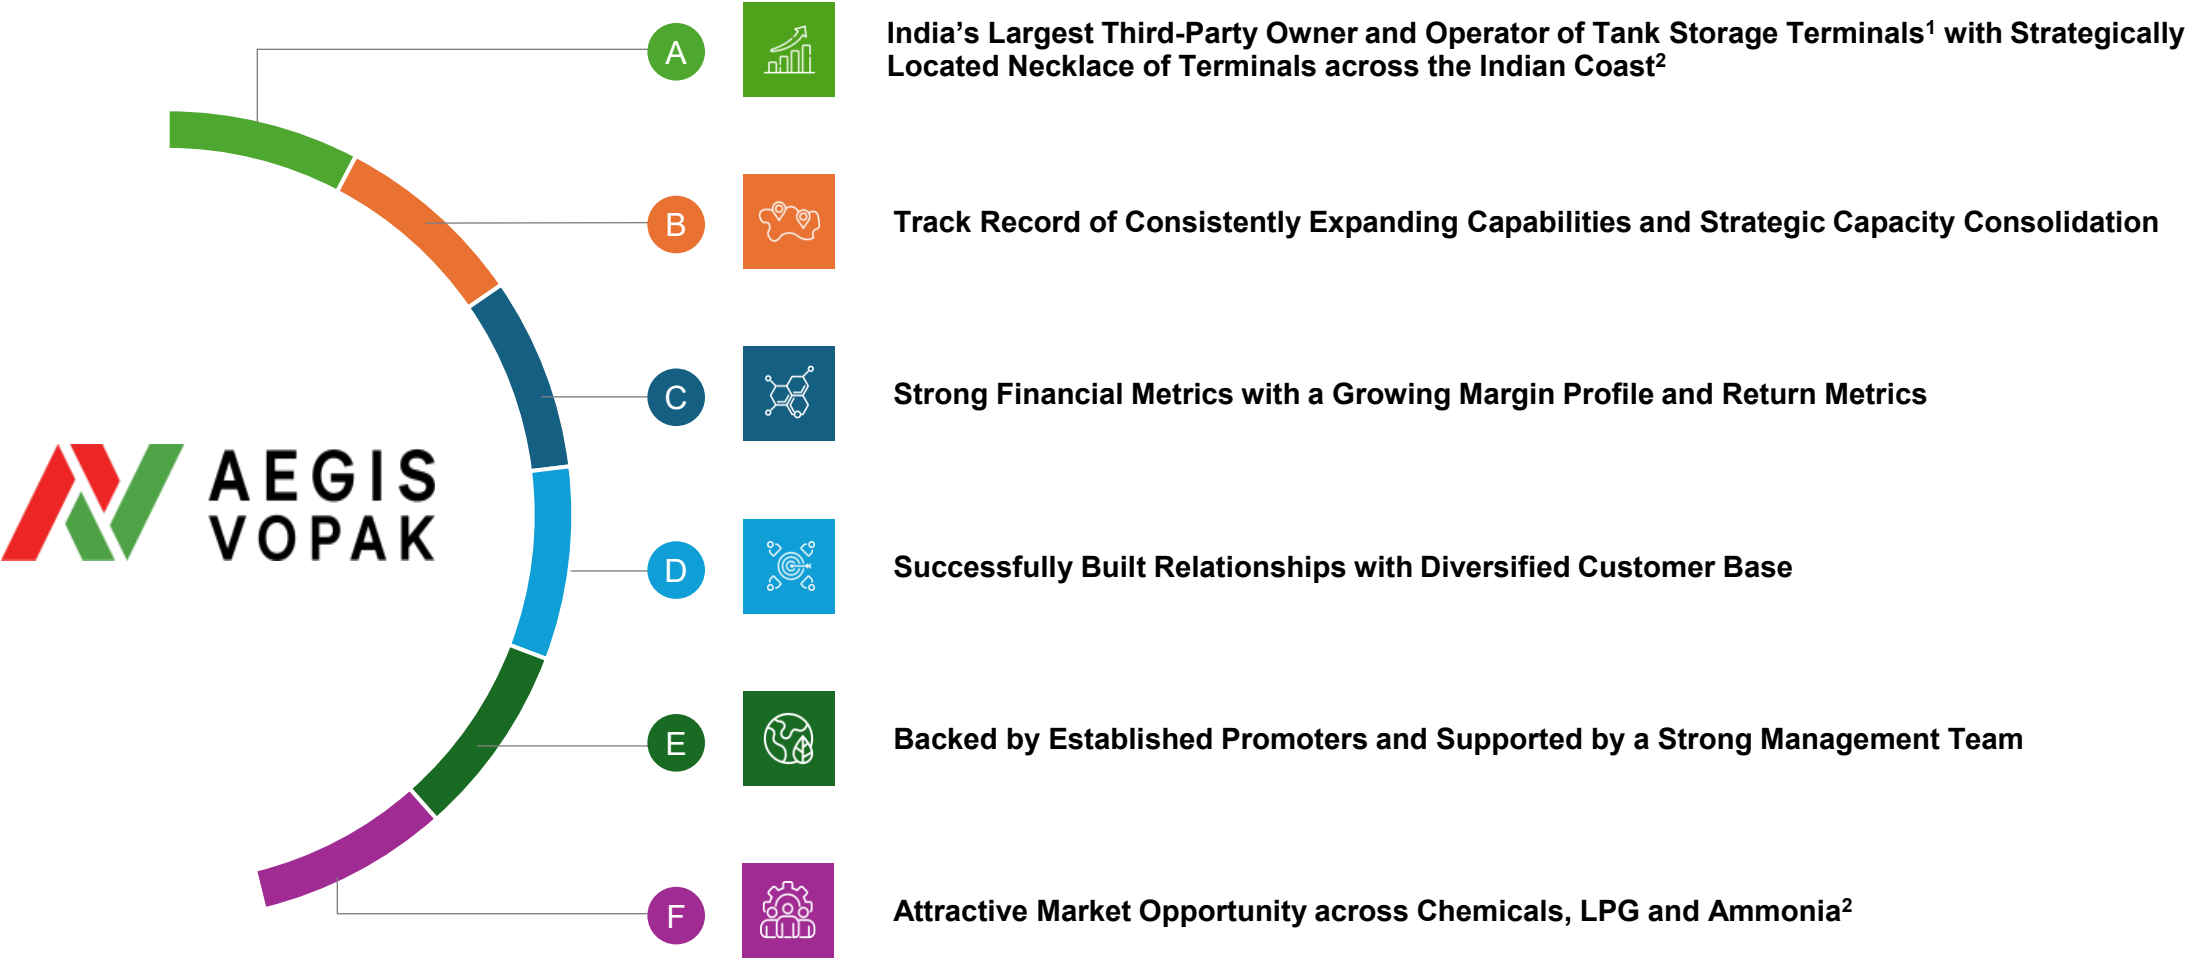 A
India’s Largest Third-Party Owner and Operator of Tank Storage Terminals¹ with Strategically
Located Necklace of Terminals across the Indian Coast²
B
Track Record of Consistently Expanding Capabilities and Strategic Capacity Consolidation
C
Strong Financial Metrics with a Growing Margin Profile and Return Metrics
AEGIS
VOPAK
D
Successfully Built Relationships with Diversified Customer Base
E
Backed by Established Promoters and Supported by a Strong Management Team
F
Attractive Market Opportunity across Chemicals, LPG and Ammonia²